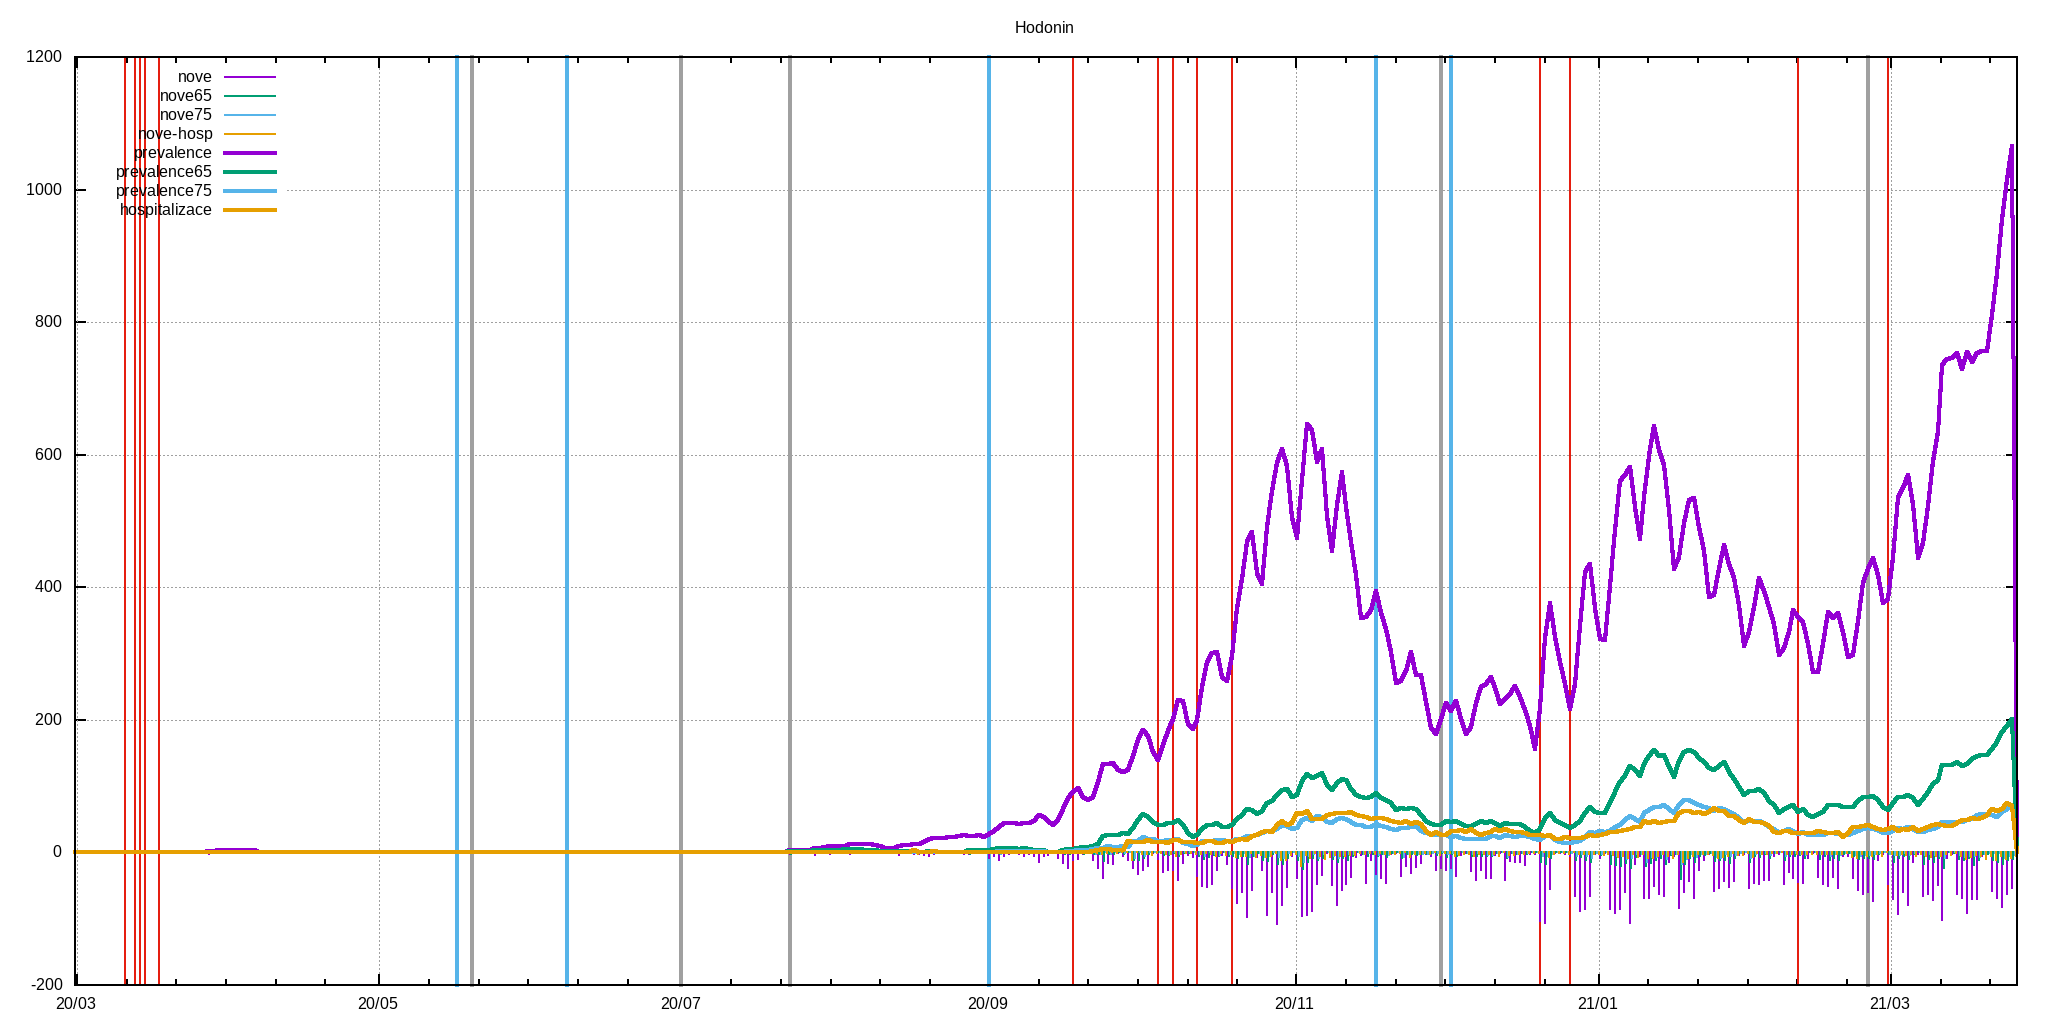 Hodonin
1200
nove
nove65
nove75
nove-hosp
prevalence
prevalence65
prevalence75
hospitalizace
1000
800
600
400
200
0
-200
20/03 20/05 20/07 20/09 20/11 21/01 21/03